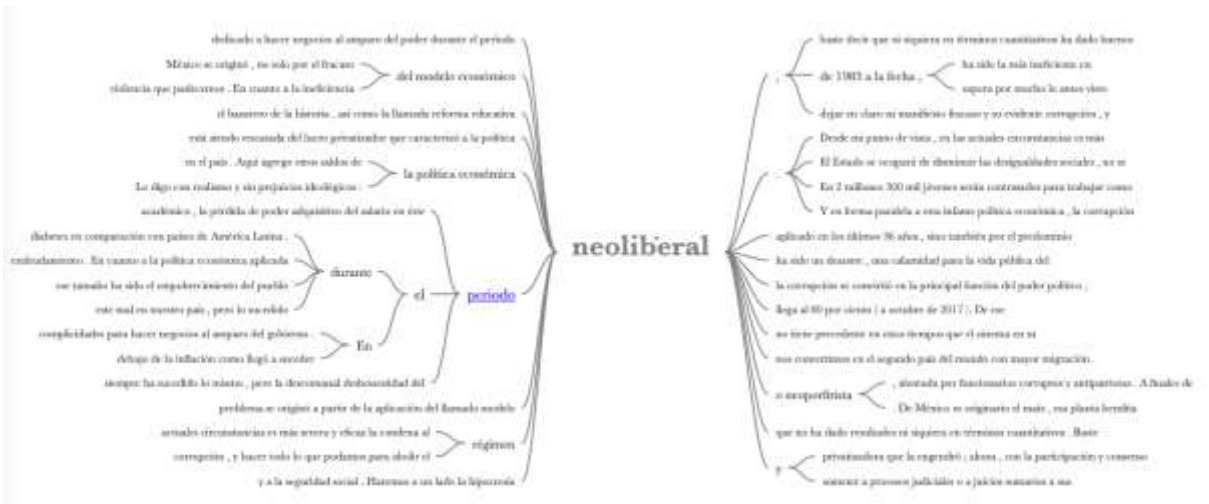 dedicado a hacer negocios al amparo del poder durante el periodo
México se originó , no solo por el fracaso
del modelo económico
violencia que padecemos . En cuanto a la ineficiencia
el basurero de la historia , así como la llamada reforma educativa
está siendo rescatada del lucro privatizador que caracterizó a la política
en el país . Aquí agrego otros saldos de
la política económica
Lo digo con realismo y sin prejuicios ideológicos :
académico , la pérdida de poder adquisitivo del salario en este
diabetes en comparación con países de América Latina .
endeudamiento . En cuanto a la política económica aplicada
durante
ese tamaño ha sido el empobrecimiento del pueblo
este mal en nuestro país , pero lo sucedido
el
periodo
complicidades para hacer negocios al amparo del gobierno .
En
debajo de la inflación como llegó a suceder
siempre ha sucedido lo mismo , pero la descomunal deshonestidad del
problema se originó a partir de la aplicación del llamado modelo
actuales circunstancias es más severa y eficaz la condena al
régimen
corrupción , y hacer todo lo que podamos para abolir el
y a la seguridad social . Haremos a un lado la hipocresía
neoliberal
baste decir que ni siquiera en términos cuantitativos ha dado buenos
,
de 1983 a la fecha ,
ha sido la más ineficiente en
supera por mucho lo antes visto
dejar en claro su manifiesto fracaso y su evidente corrupción , y
Desde mi punto de vista , en las actuales circunstancias es más
.
El Estado se ocupará de disminuir las desigualdades sociales , no se
En 2 millones 300 mil jóvenes serán contratados para trabajar como
Y en forma paralela a esta infame política económica , la corrupción
aplicado en los últimos 36 años , sino también por el predominio
ha sido un desastre , una calamidad para la vida pública del
la corrupción se convirtió en la principal función del poder político ,
llega al 80 por ciento ( a octubre de 2017 ). De ese
no tiene precedente en estos tiempos que el sistema en su
nos convertimos en el segundo país del mundo con mayor migración .
o neoporfirista
, alentada por funcionarios corruptos y antipatriotas . A finales de
. De México es originario el maíz , esa planta bendita
que no ha dado resultados ni siquiera en términos cuantitativos . Baste
y
privatizadora que la engendró ; ahora , con la participación y consenso
someter a procesos judiciales o a juicios sumarios a sus